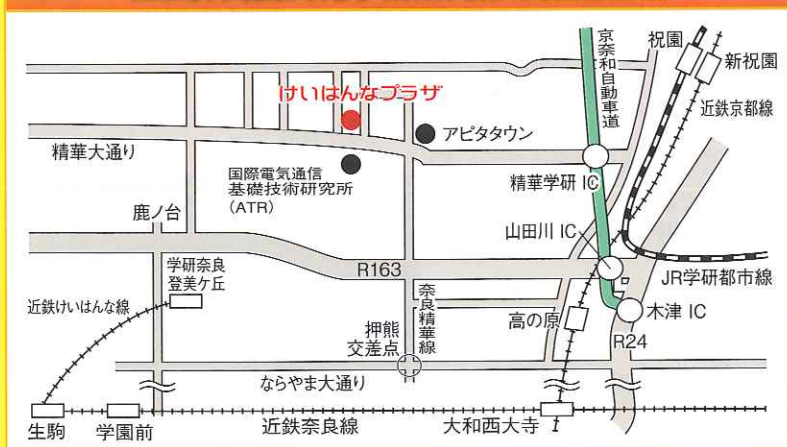 京奈和自動車道
祝園
新祝園
近鉄京都線
けいはんなプラザ
アピタタウン
精華大通り
国際電気通信
基礎技術研究所
(ATR)
精華学研 IC
鹿ノ台
山田川 IC
学研奈良
登美ケ丘
R163
JR学研都市線
近鉄けいはんな線
奈良精華線
高の原
木津 IC
押熊
交差点
R24
ならやま大通り
生駒
学園前
近鉄奈良線
大和西大寺